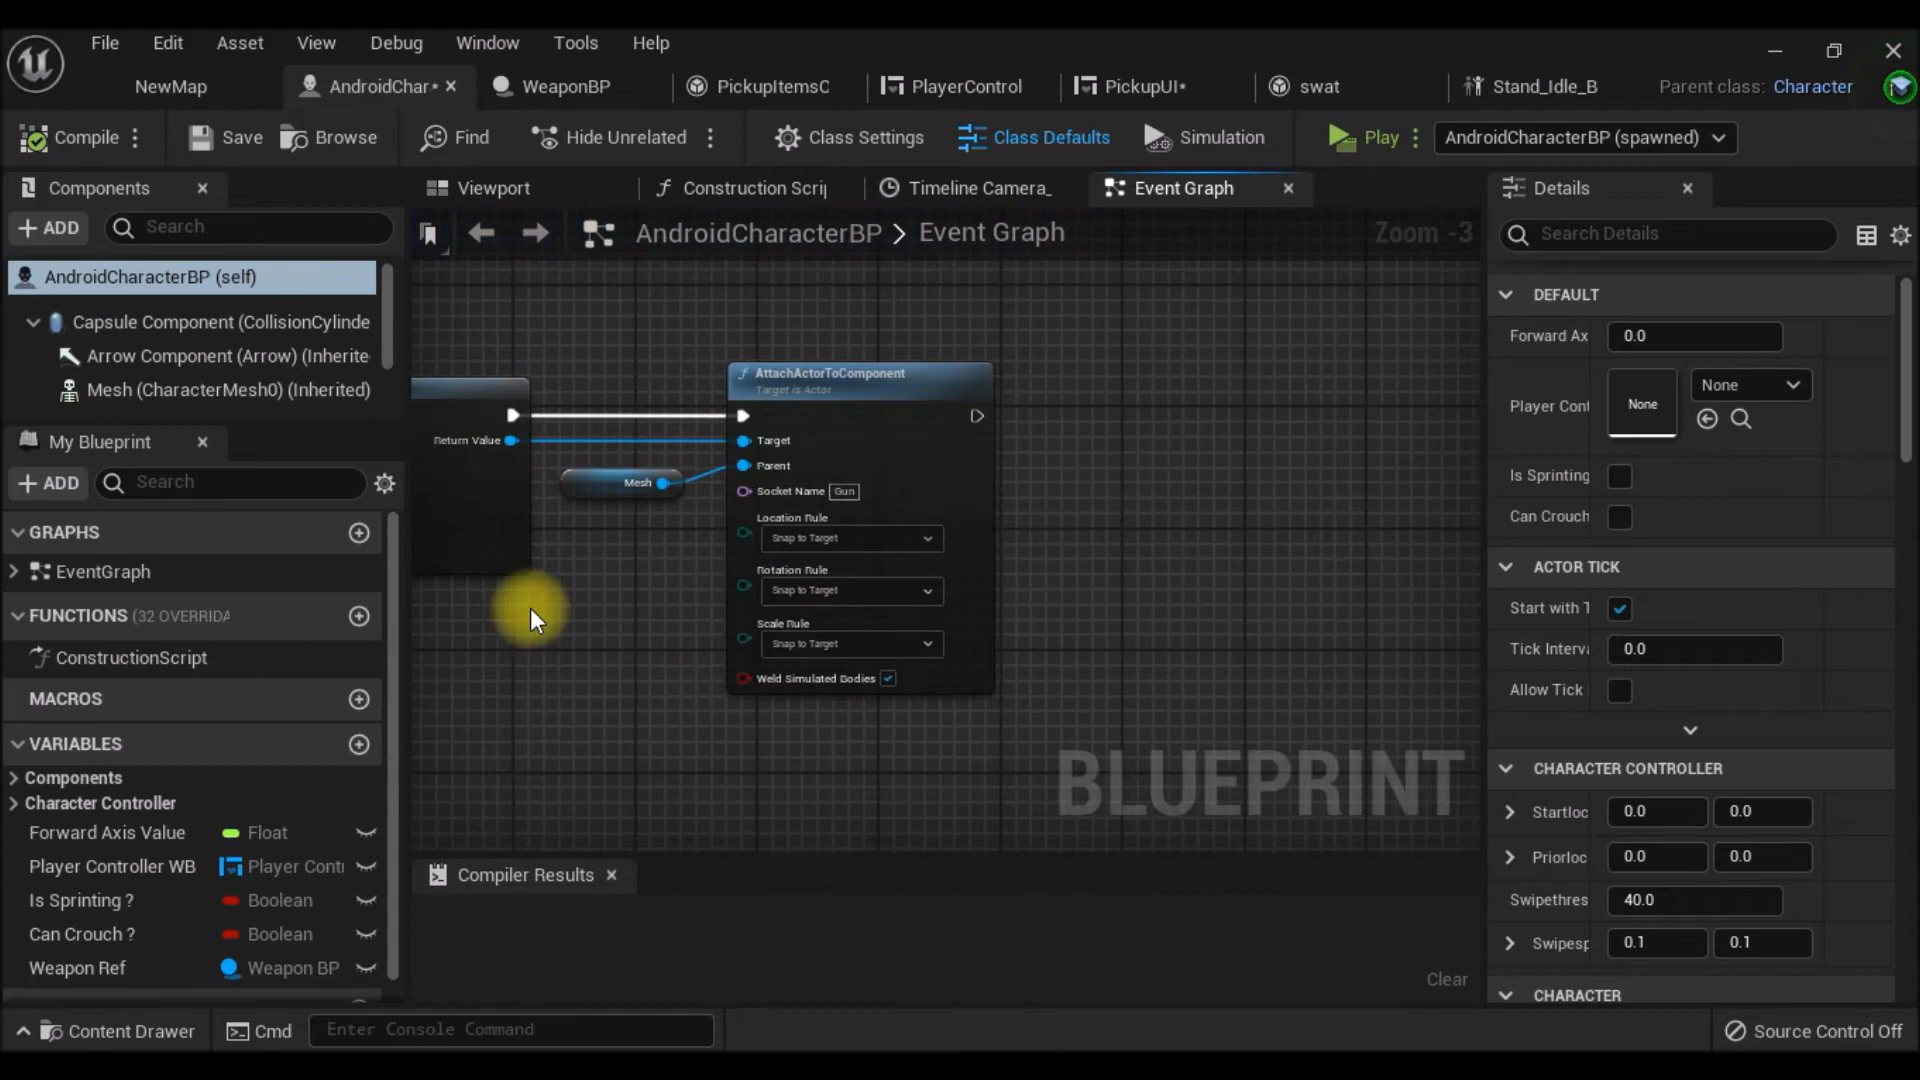 File Edit Asset View Debug Window Tools Help
NewMap AndroidChar* WeaponBP PickupItemsC PlayerControl PickupUI* swat Stand_Idle_B Parent class: Character
Compile Save Browse Find Hide Unrelated Class Settings Class Defaults Simulation Play AndroidCharacterBP (spawned)
Components Viewport Construction Scrip Timeline Camera_ Event Graph Details
ADD Search AndroidCharacterBP > Event Graph Zoom -3 Search Details
AndroidCharacterBP (self)
Capsule Component (CollisionCylinde
Arrow Component (Arrow) (Inherite
Mesh (CharacterMesh0) (Inherited)
My Blueprint
ADD Search
GRAPHS
EventGraph
FUNCTIONS (32 OVERRIDA
ConstructionScript
MACROS
VARIABLES
Components
Character Controller
Forward Axis Value Float
Player Controller WB Player Contr
Is Sprinting ? Boolean
Can Crouch ? Boolean
Weapon Ref Weapon BP
Return Value
Mesh
AttachActorToComponent
Target is Actor
Target
Parent
Socket Name Gun
Location Rule
Snap to Target
Rotation Rule
Snap to Target
Scale Rule
Snap to Target
Weld Simulated Bodies
BLUEPRINT
Compiler Results
Clear
DEFAULT
Forward Ax 0.0
Player Cont None None
Is Sprinting
Can Crouch
ACTOR TICK
Start with T
Tick Interva 0.0
Allow Tick
CHARACTER CONTROLLER
Startloc 0.0 0.0
Priorloc 0.0 0.0
Swipethres 40.0
Swipesp 0.1 0.1
CHARACTER
Content Drawer Cmd Enter Console Command Source Control Off